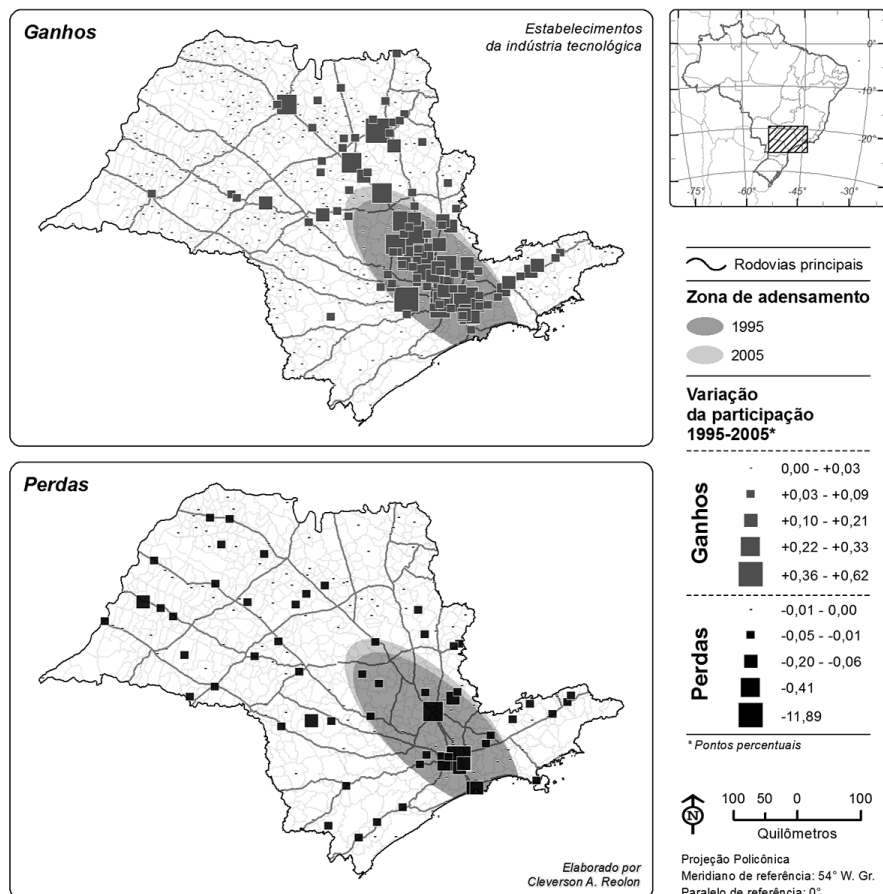 Ganhos
Estabelecimentos
da indústria tecnológica
0°
-10°
-20°
-75°
-60°
-45°
-30°
Rodovias principais
Zona de adensamento
1995
2005
Variação
da participação
1995-2005*
Ganhos
0,00 - +0,03
+0,03 - +0,09
+0,10 - +0,21
+0,22 - +0,33
+0,36 - +0,62
Perdas
-0,01 - 0,00
-0,05 - -0,01
-0,20 - -0,06
-0,41
-11,89
* Pontos percentuais
Perdas
Elaborado por
Cleverson A. Reolon
N
100 50 0 100
Quilômetros
Projeção Policônica
Meridiano de referência: 54° W. Gr.
Paralelo de referência: 0°